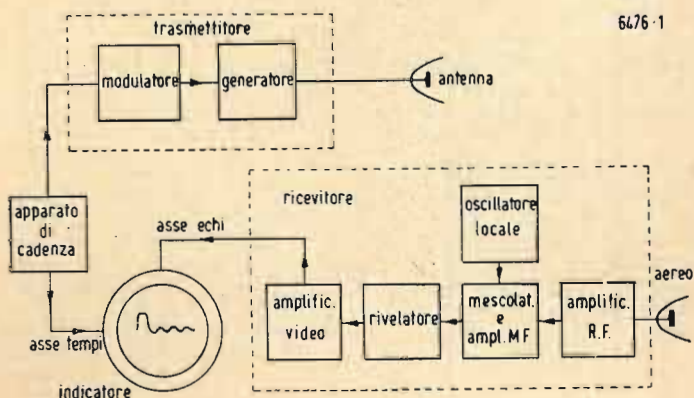 6476-1
trasmettitore
modulatore
generatore
antenna
apparato
di
cadenza
asse echi
ricevitore
oscillatore
locale
aereo
amplific.
video
rivelatore
mescolat.
e
ampl. MF
amplific.
R.F.
asse tempi
indicatore